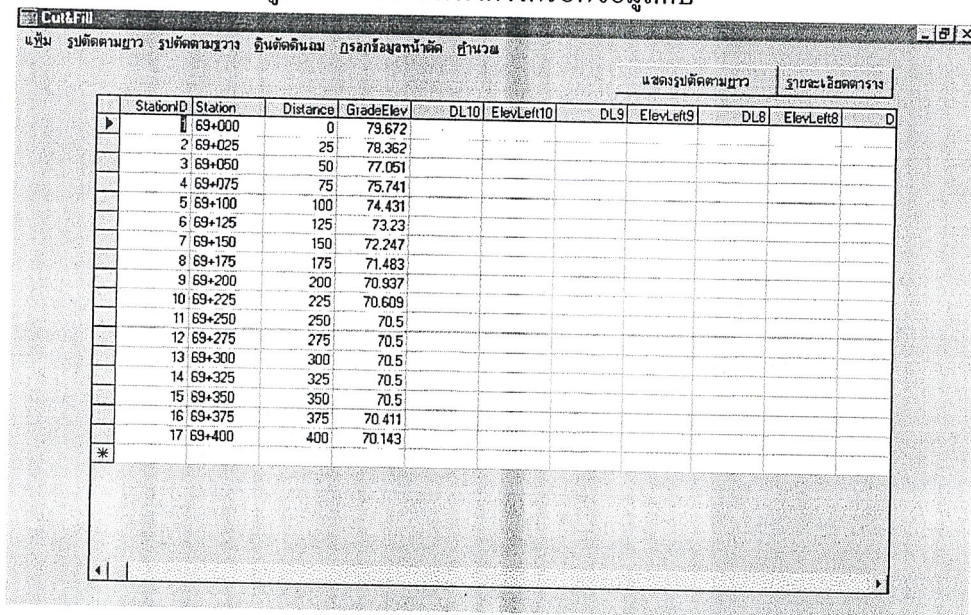 Cut&Fill
แฟ้ม รูปตัดตามยาว รูปตัดตามขวาง ดินตัดดินถม กรอกข้อมูลหน้าตัด คำนวณ
แสดงรูปตัดตามยาว รายละเอียดตาราง
StationID Station Distance GradeElev DL10 ElevLeft10 DL9 ElevLeft9 DL8 ElevLeft8 D
1 69+000 0 79.672
2 69+025 25 78.362
3 69+050 50 77.051
4 69+075 75 75.741
5 69+100 100 74.431
6 69+125 125 73.23
7 69+150 150 72.247
8 69+175 175 71.483
9 69+200 200 70.937
10 69+225 225 70.609
11 69+250 250 70.5
12 69+275 275 70.5
13 69+300 300 70.5
14 69+325 325 70.5
15 69+350 350 70.5
16 69+375 375 70.411
17 69+400 400 70.143